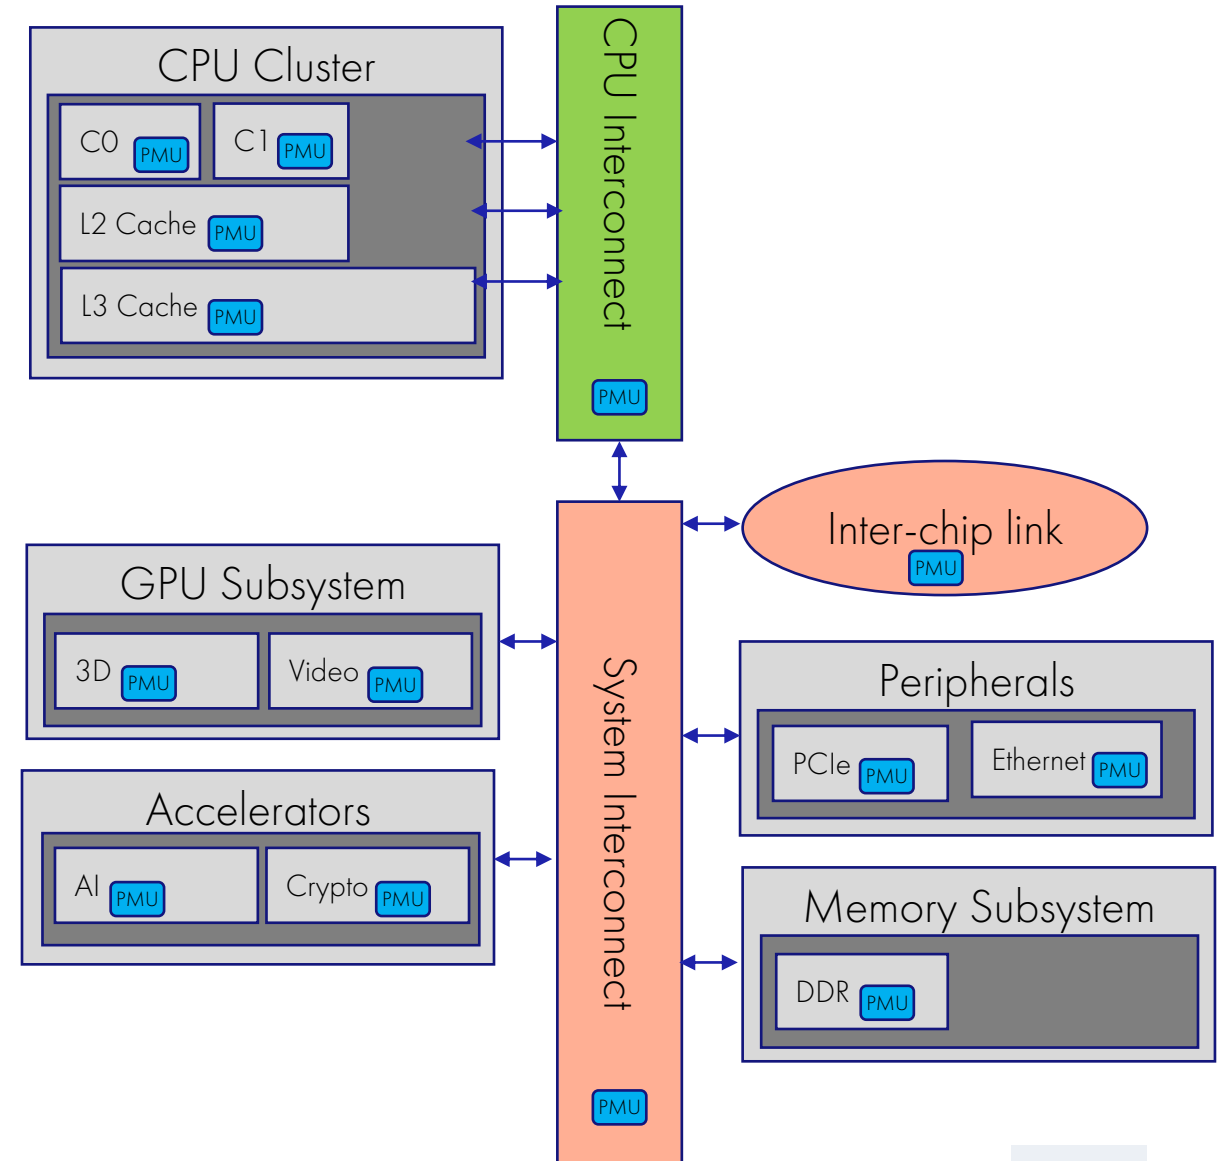 CPU Cluster
C0 PMU
C1 PMU
L2 Cache PMU
L3 Cache PMU
CPU Interconnect
PMU
Inter-chip link
PMU
GPU Subsystem
3D PMU
Video PMU
System Interconnect
PMU
Peripherals
PCIe PMU
Ethernet PMU
Accelerators
AI PMU
Crypto PMU
Memory Subsystem
DDR PMU